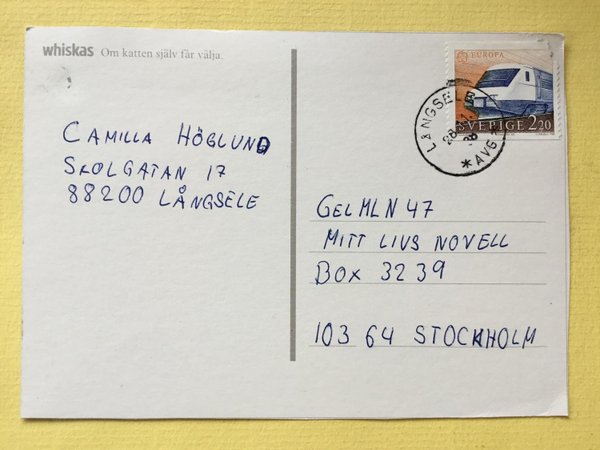 whiskas Om katten själv får välja.
EUROPA
SVERIGE 2.20
LÅNGSELE
* AVG.
CAMILLA HÖGLUND
SKOLGATAN 17
88200 LÅNGSELE
GELMLN 47
MITT LIVS NOVELL
BOX 3239
103 64 STOCKHOLM